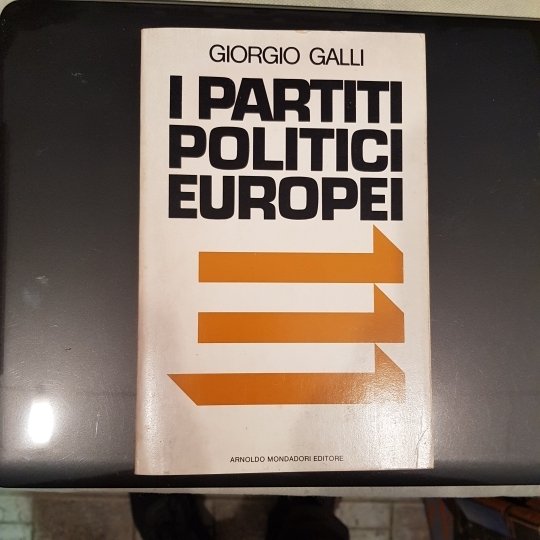 GIORGIO GALLI
I PARTITI
POLITICI
EUROPEI
ARNOLDO MONDADORI EDITORE